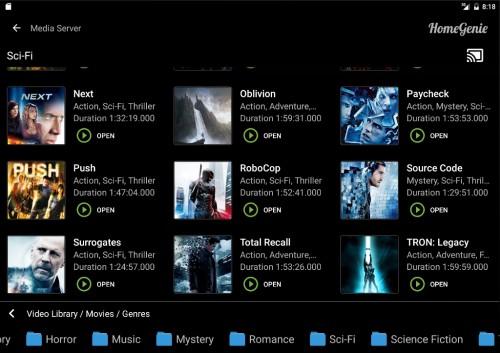 8:18
Media Server
HomeGenie
Sci-Fi
NEXT
Next
Action, Sci-Fi, Thriller
Duration 1:32:19.000
OPEN
Oblivion
Action, Adventure,...
Duration 1:59:31.000
OPEN
Paycheck
Action, Mystery, Sci-...
Duration 1:53:53.000
OPEN
PUSH
Push
Action, Sci-Fi, Thriller
Duration 1:47:04.000
OPEN
RoboCop
Action, Sci-Fi, Thriller
Duration 1:52:41.000
OPEN
Source Code
Mystery, Sci-Fi, Thril...
Duration 1:29:51.000
OPEN
Surrogates
Action, Sci-Fi, Thriller
Duration 1:24:57.000
OPEN
Total Recall
Action, Adventure,...
Duration 1:53:26.000
OPEN
TRON: Legacy
Action, Adventure, F...
Duration 1:59:59.000
OPEN
Video Library / Movies / Genres
ory Horror Music Mystery Romance Sci-Fi Science Fiction